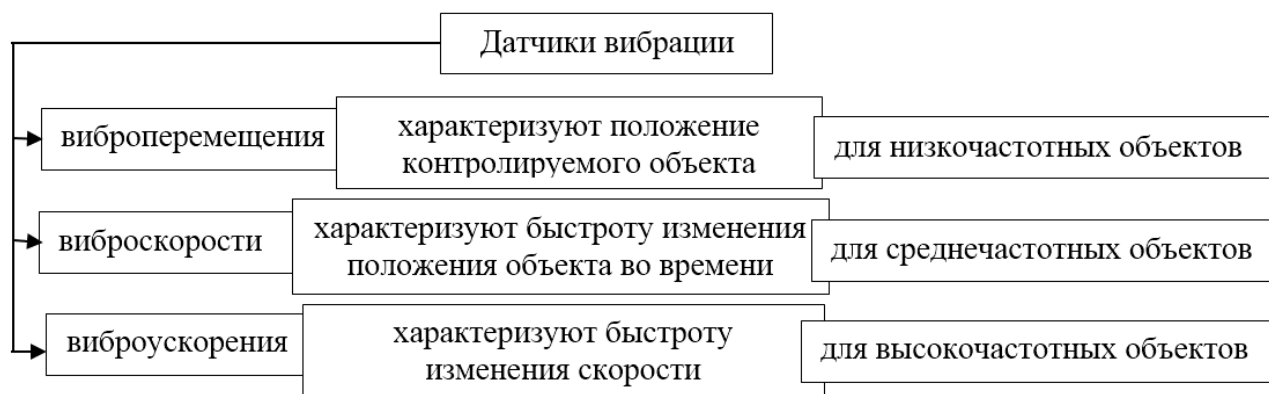 Датчики вибрации
виброперемещения
характеризуют положение
контролируемого объекта
для низкочастотных объектов
виброскорости
характеризуют быстроту изменения
положения объекта во времени
для среднечастотных объектов
виброускорения
характеризуют быстроту
изменения скорости
для высокочастотных объектов